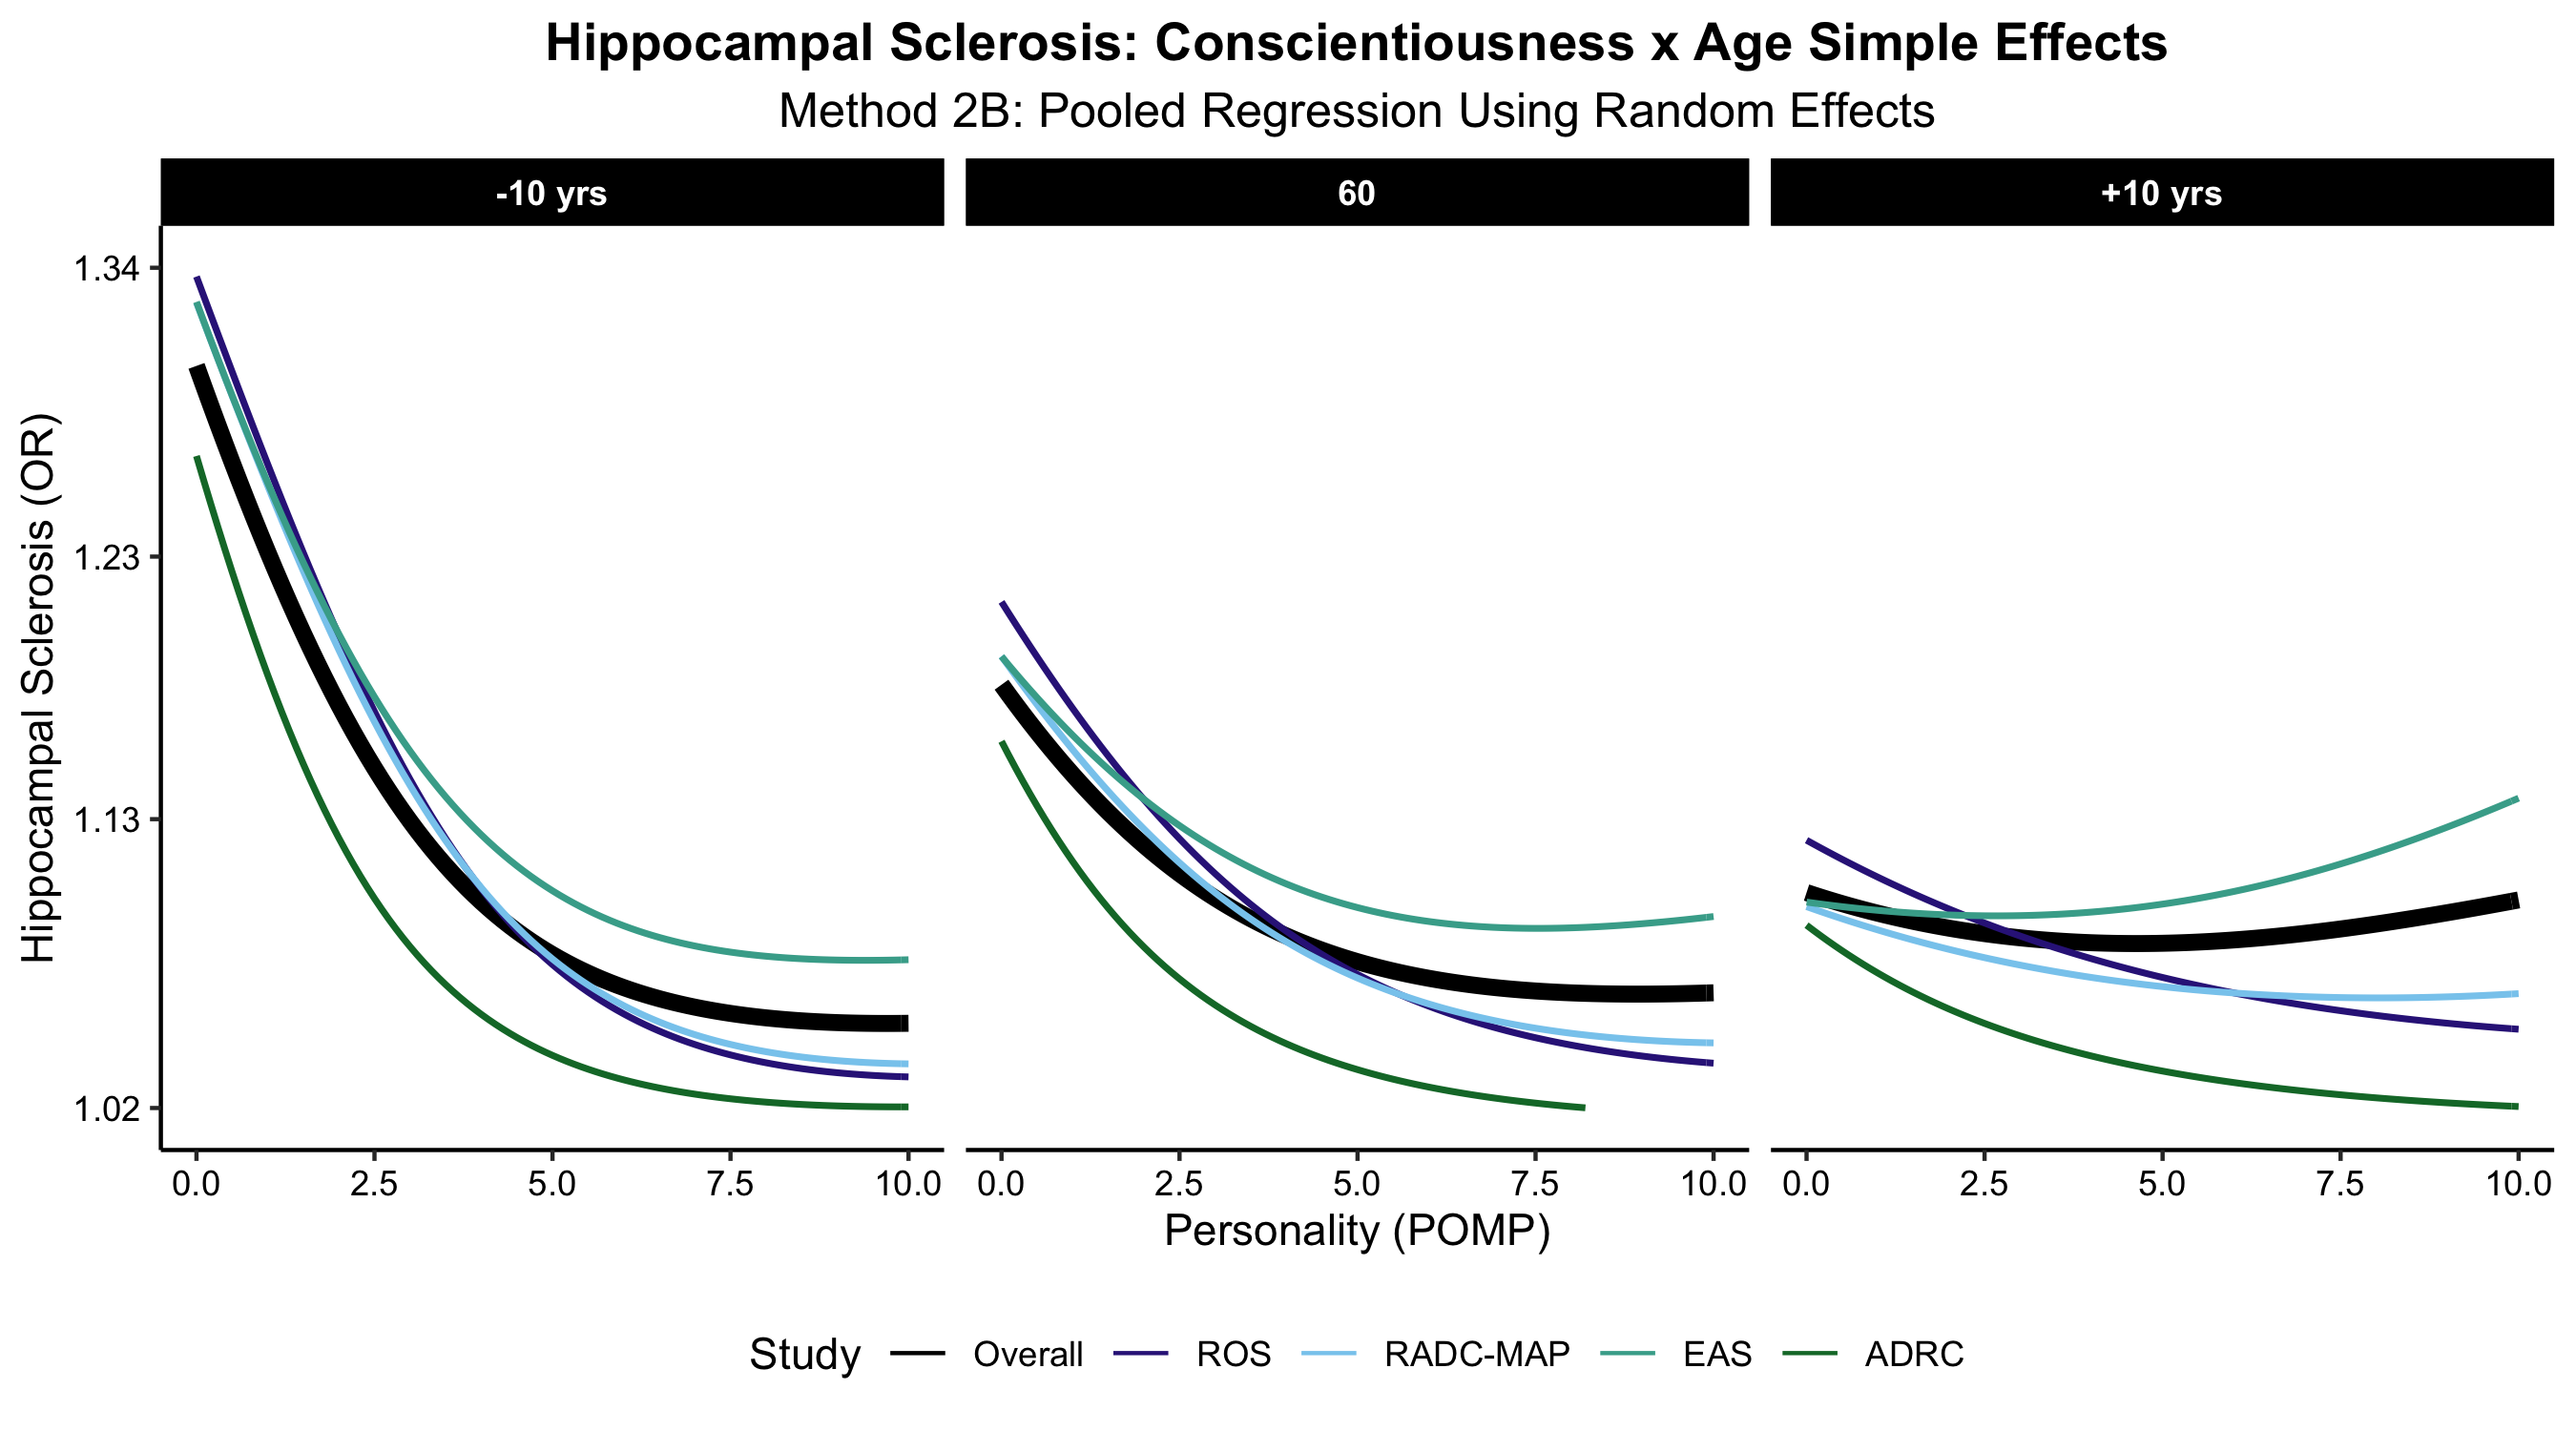 Hippocampal Sclerosis: Conscientiousness x Age Simple Effects
Method 2B: Pooled Regression Using Random Effects
-10 yrs 60 +10 yrs
Hippocampal Sclerosis (OR)
1.34
1.23
1.13
1.02
0.0 2.5 5.0 7.5 10.0 0.0 2.5 5.0 7.5 10.0 0.0 2.5 5.0 7.5 10.0
Personality (POMP)
Study Overall ROS RADC-MAP EAS ADRC